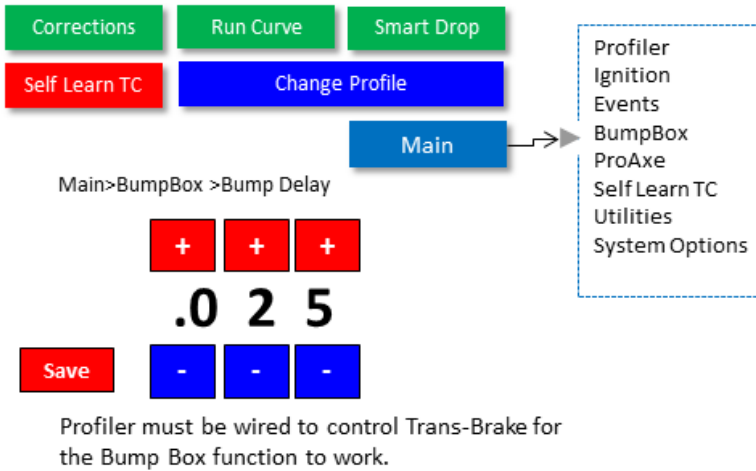 Corrections
Run Curve
Smart Drop
Self Learn TC
Change Profile
Main
Profiler
Ignition
Events
BumpBox
ProAxe
Self Learn TC
Utilities
System Options
Main>BumpBox >Bump Delay
+ + +
.0 2 5
Save
- - -
Profiler must be wired to control Trans-Brake for
the Bump Box function to work.